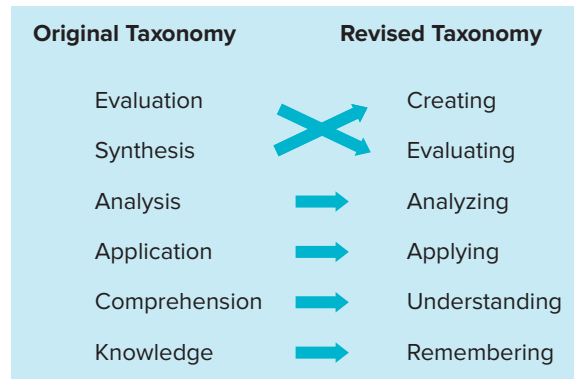 Original Taxonomy Revised Taxonomy
Evaluation Creating
Synthesis Evaluating
Analysis Analyzing
Application Applying
Comprehension Understanding
Knowledge Remembering